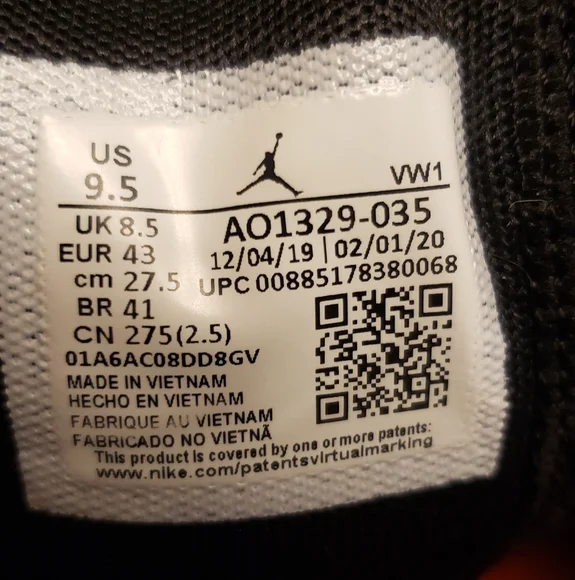 US
9.5
VW1
UK 8.5
AO1329-035
EUR 43
12/04/19 | 02/01/20
cm 27.5
UPC 00885178380068
BR 41
CN 275(2.5)
01A6AC08DD8GV
MADE IN VIETNAM
HECHO EN VIETNAM
FABRIQUE AU VIETNAM
FABRICADO NO VIETNÃ
This product is covered by one or more patents:
www.nike.com/patentsvirtualmarking